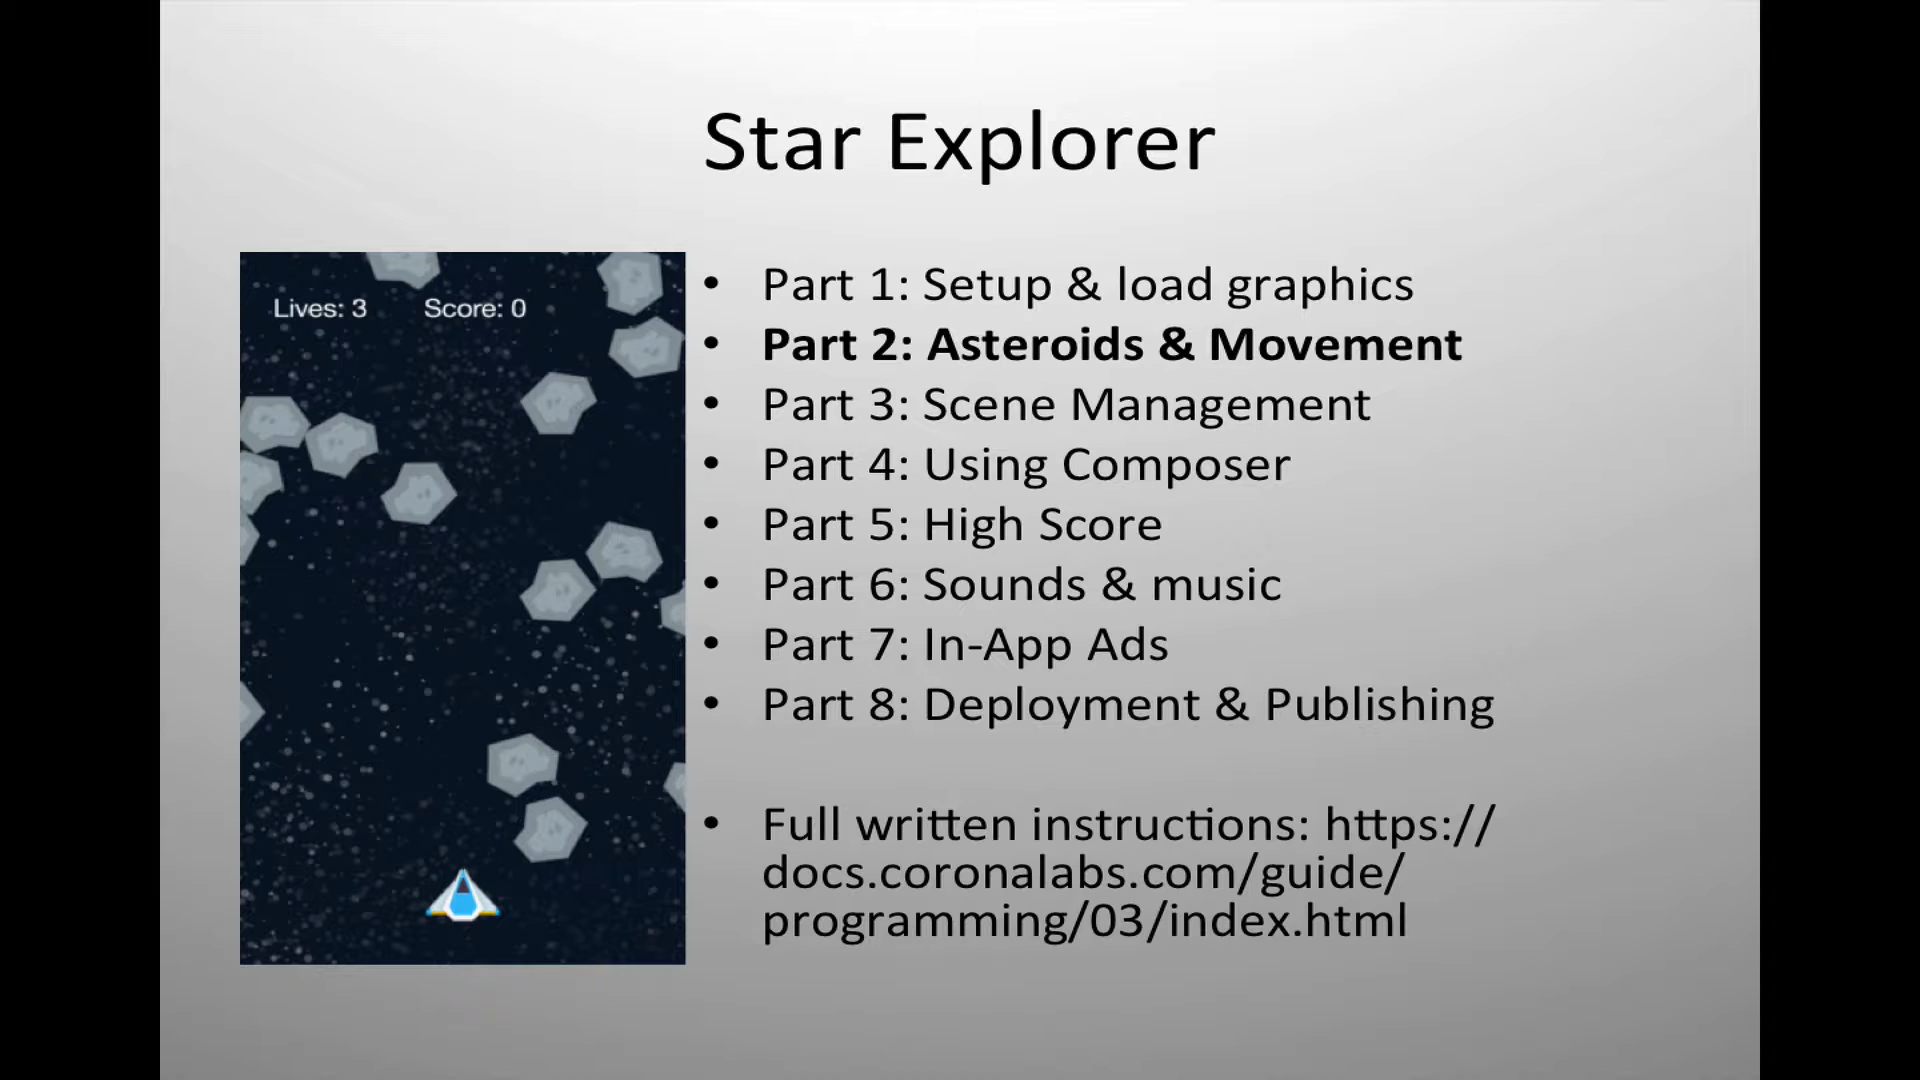 Star Explorer
Lives: 3 Score: 0
• Part 1: Setup & load graphics
• Part 2: Asteroids & Movement
• Part 3: Scene Management
• Part 4: Using Composer
• Part 5: High Score
• Part 6: Sounds & music
• Part 7: In-App Ads
• Part 8: Deployment & Publishing
• Full written instructions: https://
docs.coronalabs.com/guide/
programming/03/index.html